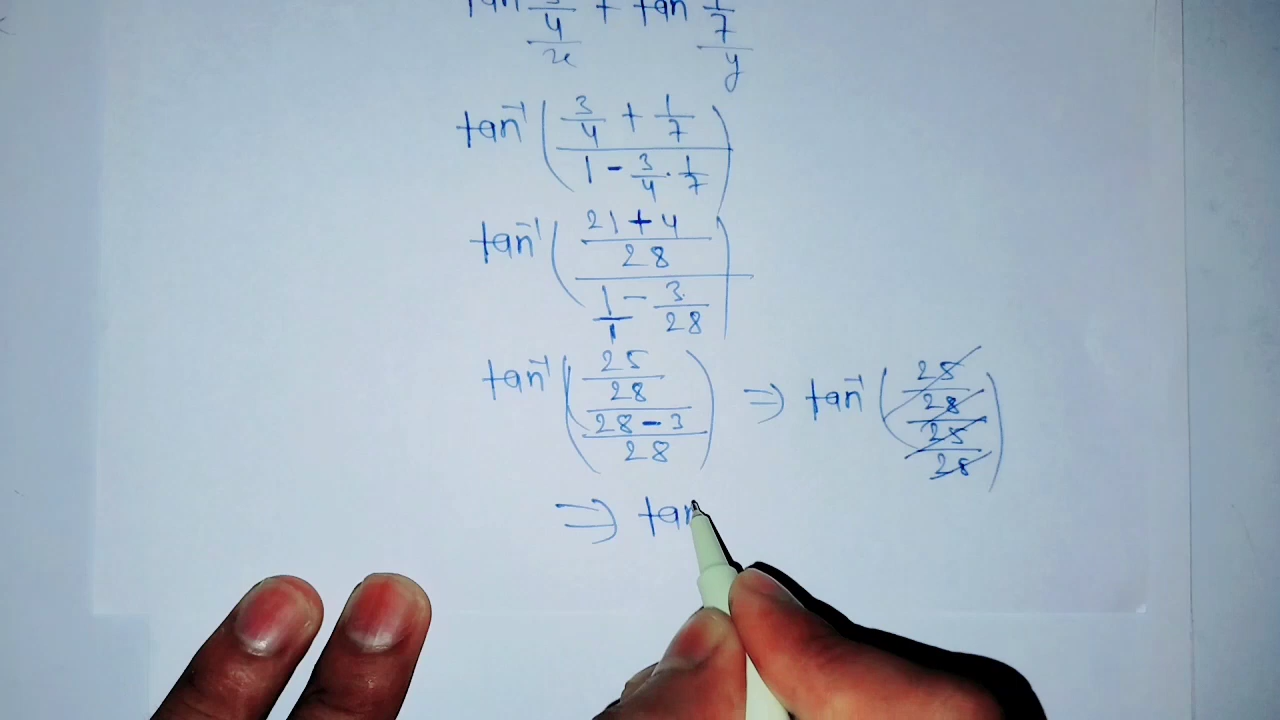 tan 3/4 + tan 1/7
x y
tan⁻¹ ( (3/4 + 1/7) / (1 - 3/4 · 1/7) )
tan⁻¹ ( ((21 + 4)/28) / (1/1 - 3/28) )
tan⁻¹ ( (25/28) / ((28 - 3)/28) ) ⇒ tan⁻¹ ( (25/28) / (25/28) )
⇒ tan